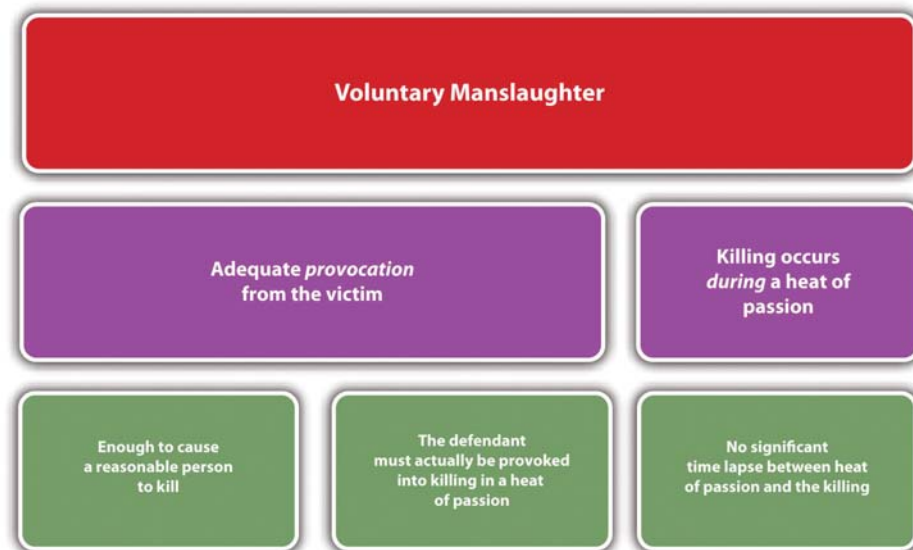 Voluntary Manslaughter
Adequate provocation
from the victim
Killing occurs
during a heat of
passion
Enough to cause
a reasonable person
to kill
The defendant
must actually be provoked
into killing in a heat
of passion
No significant
time lapse between heat
of passion and the killing